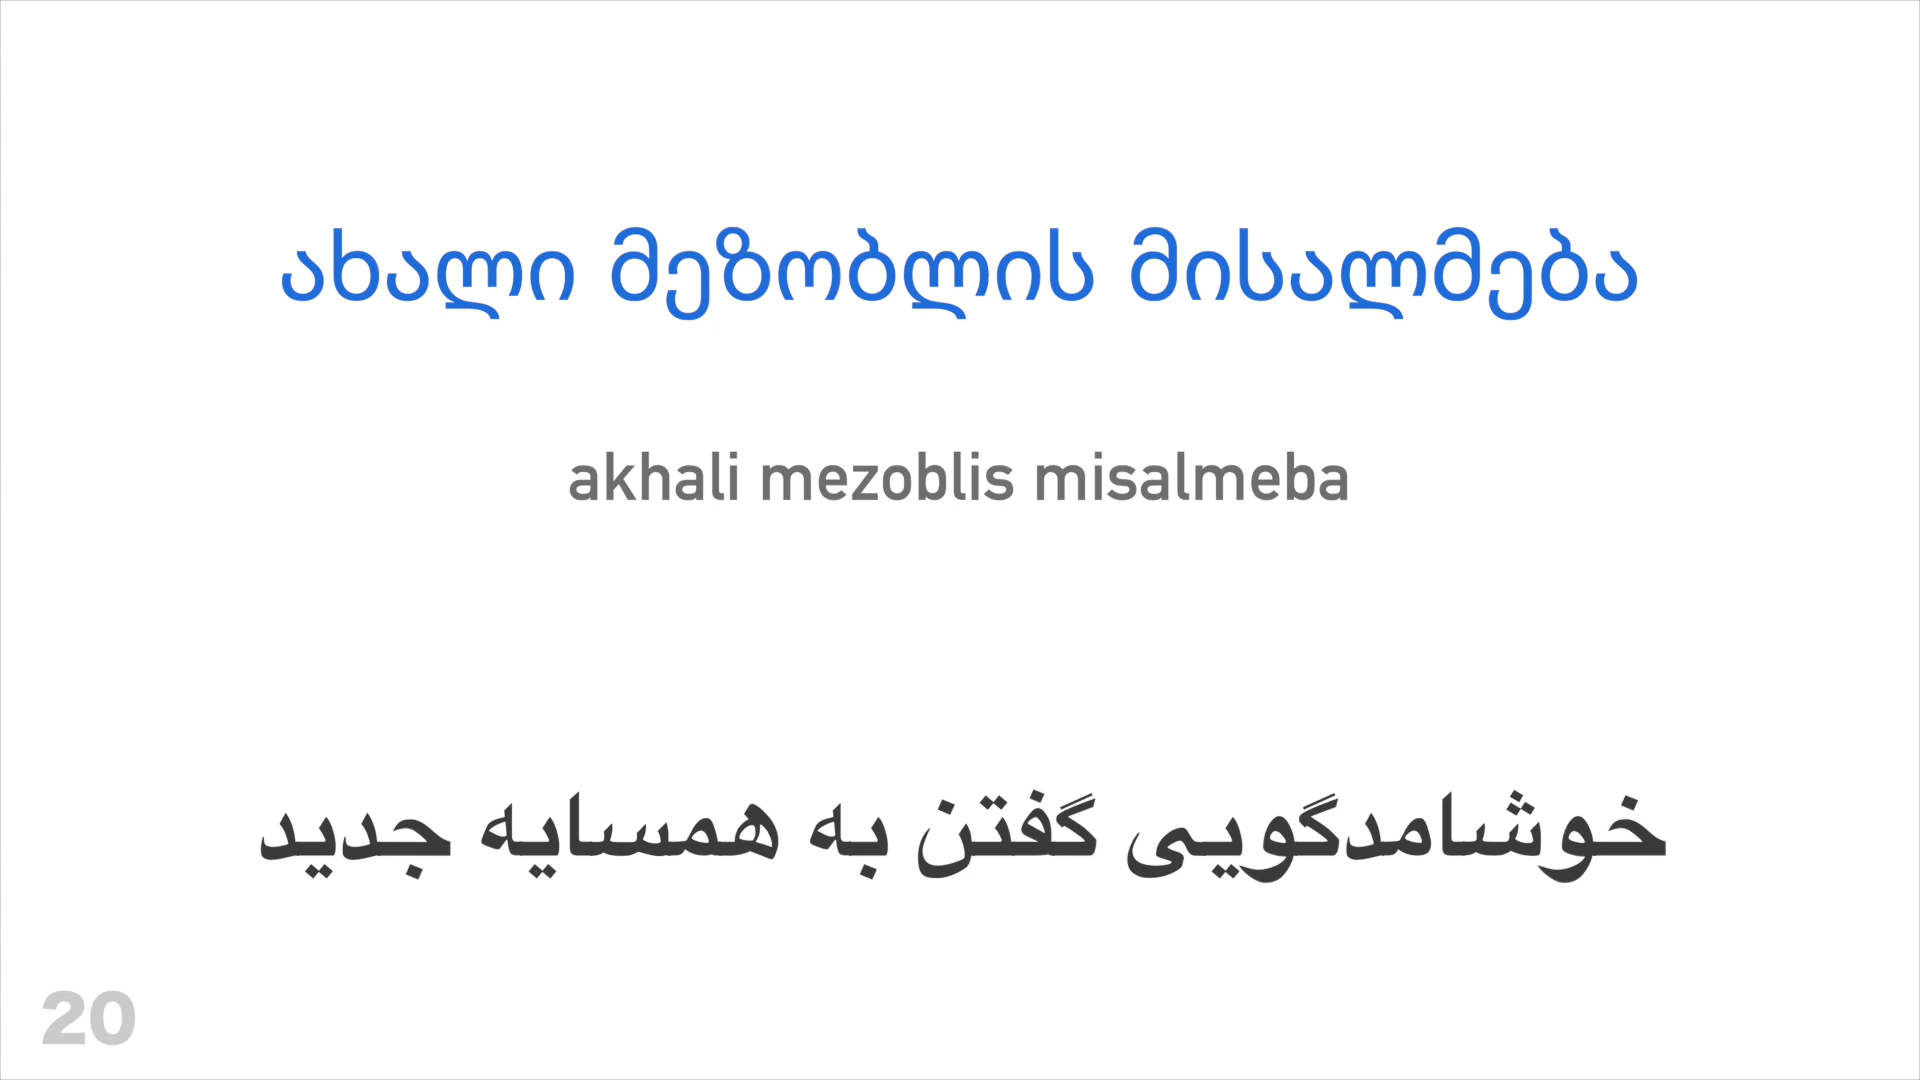 ახალი მეზობლის მისალმება
akhali mezoblis misalmeba
خوشامدگویی گفتن به همسایه جدید
20